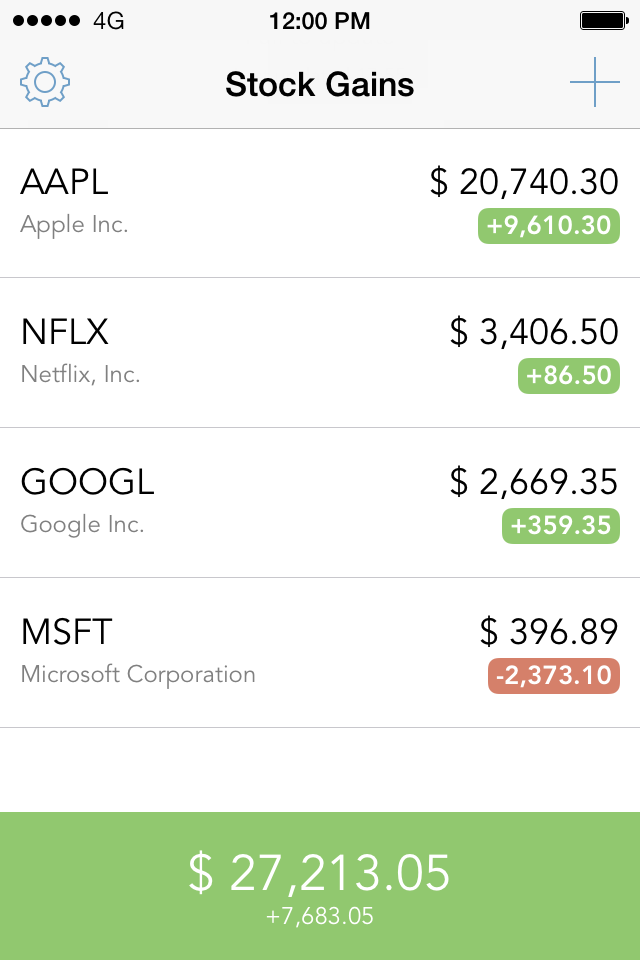 4G 12:00 PM
Stock Gains
AAPL $ 20,740.30
Apple Inc. +9,610.30
NFLX $ 3,406.50
Netflix, Inc. +86.50
GOOGL $ 2,669.35
Google Inc. +359.35
MSFT $ 396.89
Microsoft Corporation -2,373.10
$ 27,213.05
+7,683.05